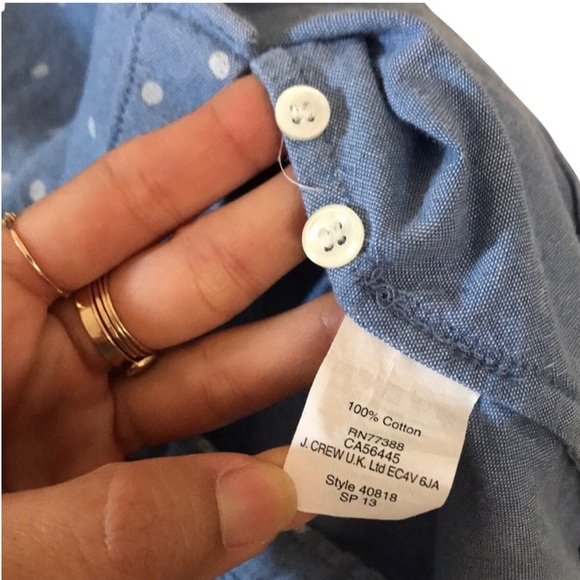 100% Cotton
RN77388
CA56445
J. CREW U.K. Ltd EC4V 6JA
Style 40818
SP 13